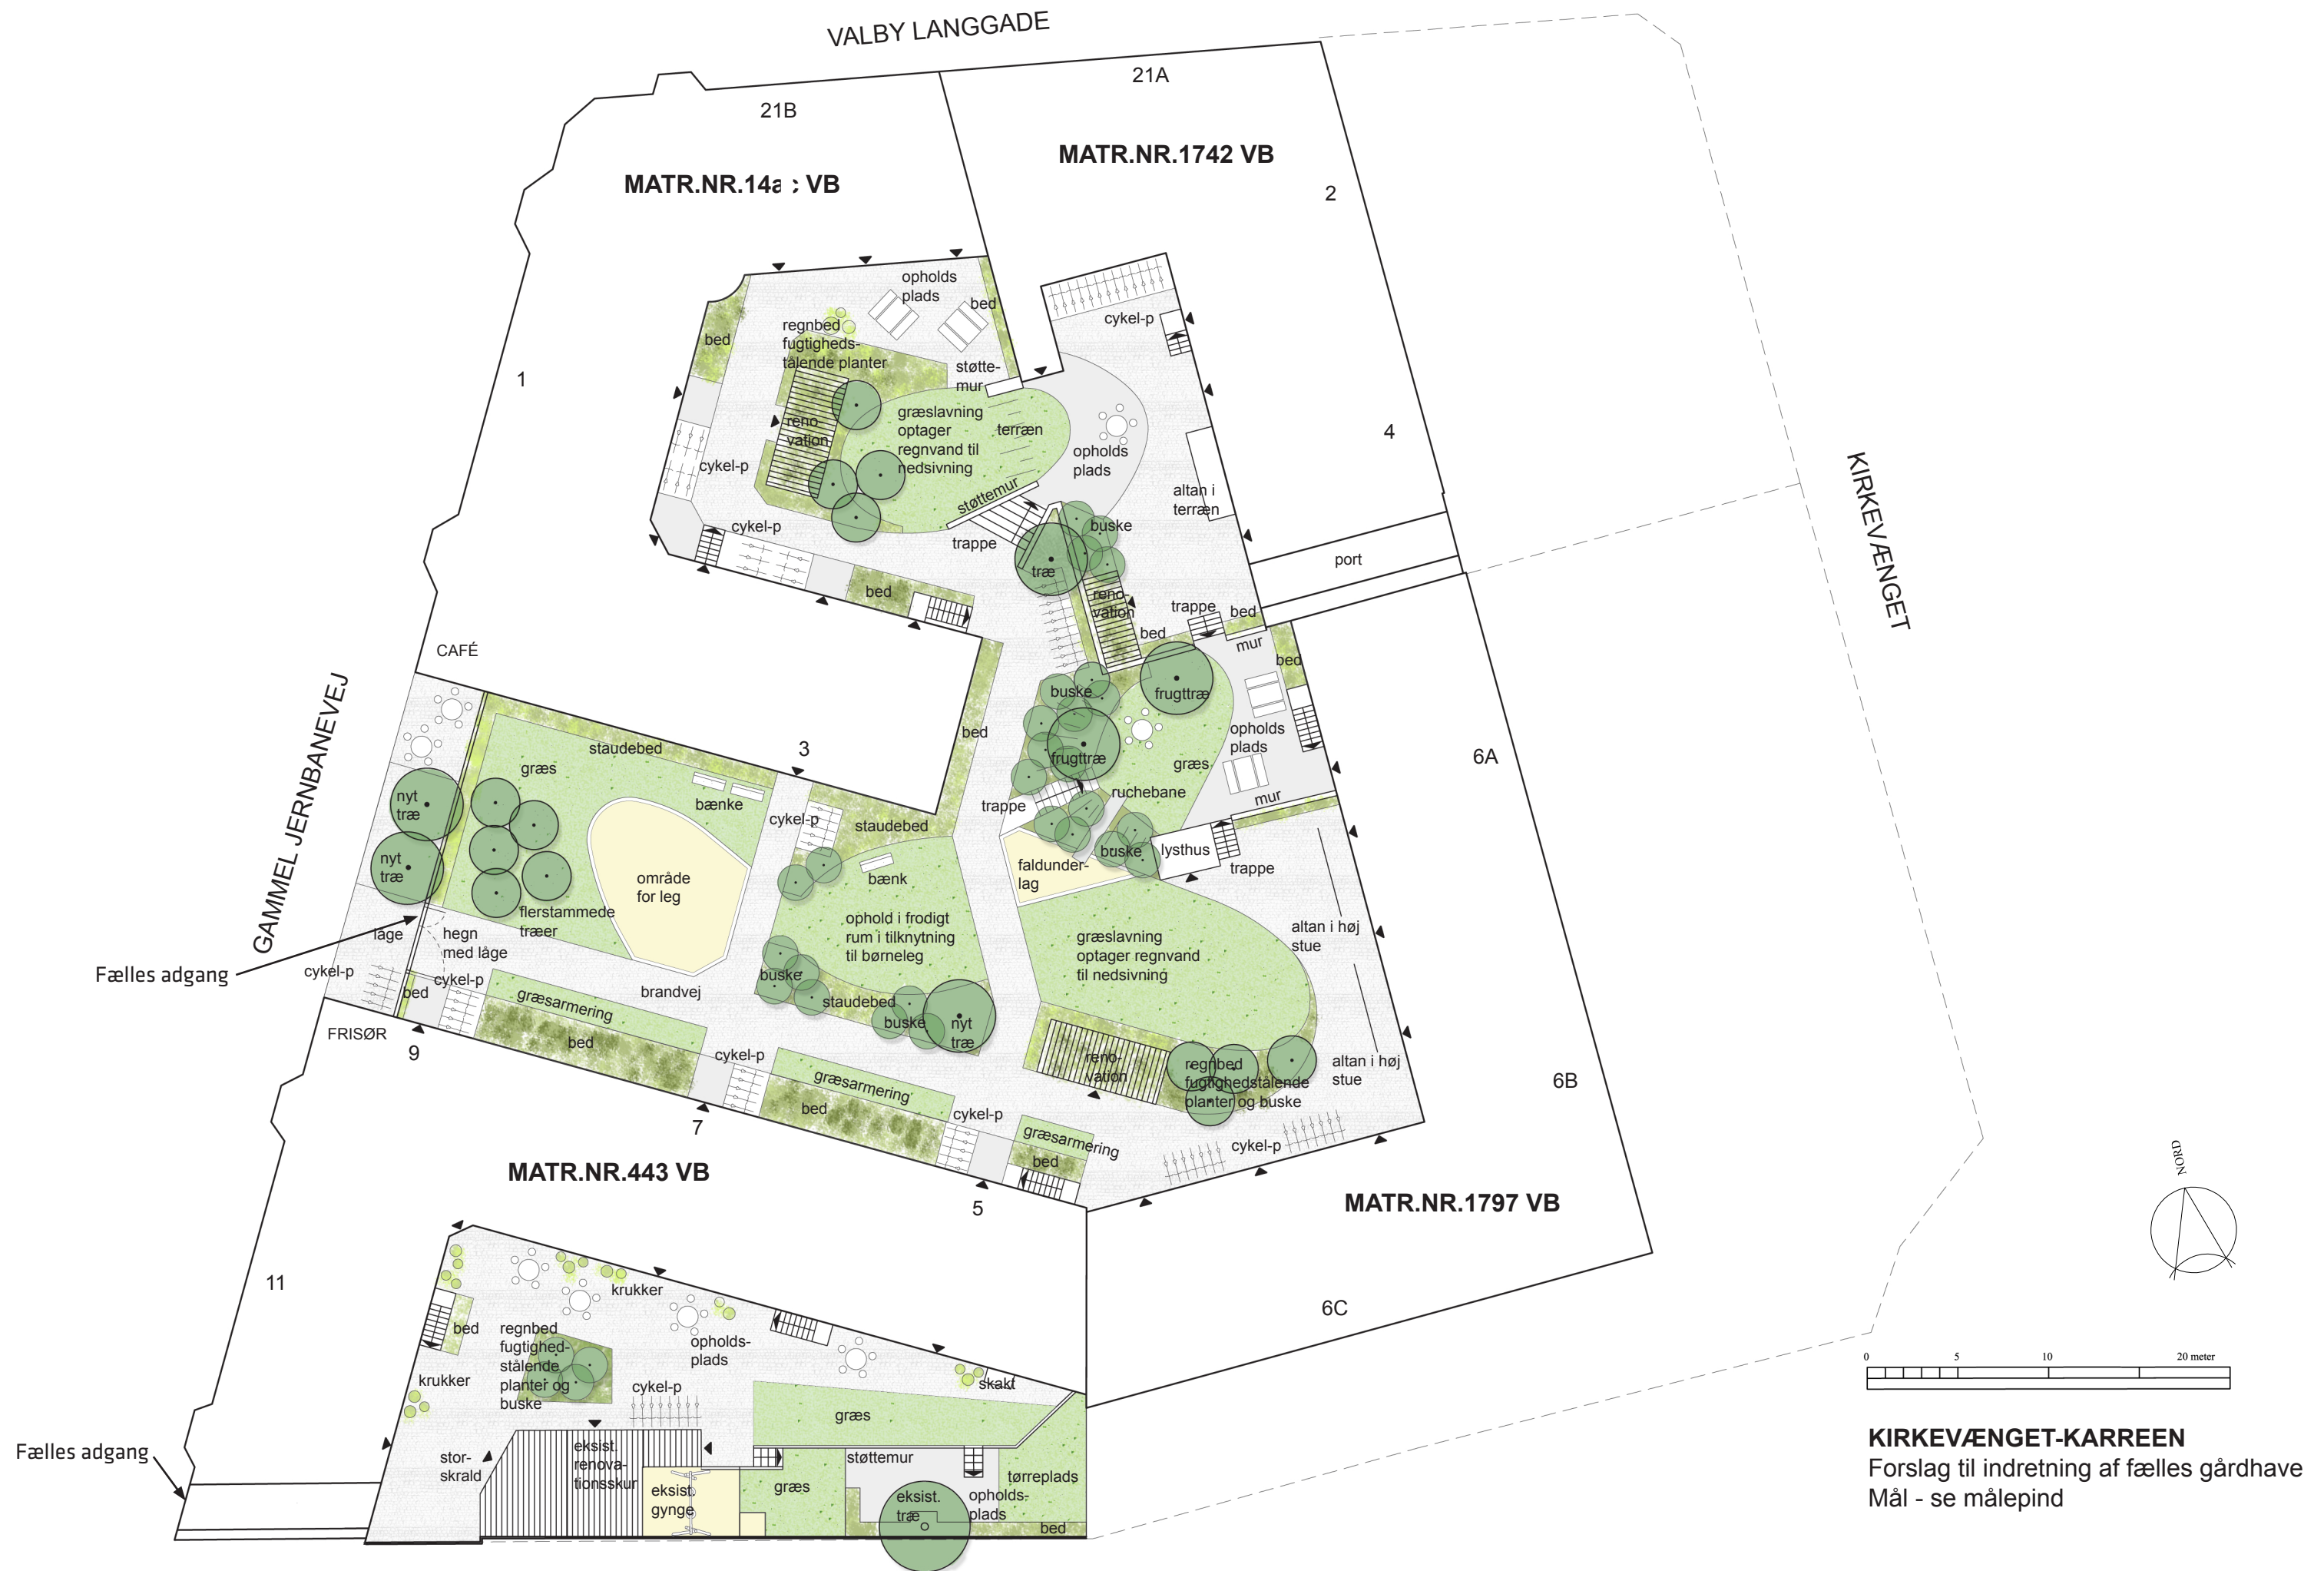 VALBY LANGGADE
21A
21B
MATR.NR.1742 VB
MATR.NR.14ac VB
2
opholds
plads
bed
cykel-p
regnbed
fugtigheds-
tålende planter
bed
støtte-
mur
1
græslavning
optager
regnvand til
nedsivning
terræn
reno-
vation
opholds
plads
4
cykel-p
KIRKEVÆNGET
altan i
terræn
støttemur
cykel-p
buske
trappe
port
træ
bed
reno-
vation
trappe
bed
bed
mur
CAFÉ
bed
buske
frugttræ
GAMMEL JERNBANEVEJ
staudebed
3
bed
opholds
plads
6A
frugttræ
græs
græs
nyt
træ
bænke
ruchebane
trappe
mur
cykel-p
staudebed
nyt
træ
buske
lysthus
faldunder-
lag
trappe
område
for leg
bænk
flerstammede
træer
ophold i frodigt
rum i tilknytning
til børneleg
altan i høj
stue
låge
hegn
med låge
græslavning
optager regnvand
til nedsivning
Fælles adgang
cykel-p
cykel-p
buske
bed
brandvej
staudebed
græsarmering
buske
nyt
træ
FRISØR
9
bed
cykel-p
reno-
vation
regnbed
fugtighedstålende
planter og buske
altan i høj
stue
6B
græsarmering
bed
cykel-p
7
græsarmering
cykel-p
bed
MATR.NR.443 VB
5
MATR.NR.1797 VB
NORD
11
krukker
6C
bed
regnbed
fugtighed-
stålende
planter og
buske
opholds-
plads
0 5 10 20 meter
krukker
cykel-p
skakt
græs
KIRKEVÆNGET-KARREEN
Forslag til indretning af fælles gårdhave
Mål - se målepind
Fælles adgang
stor-
skrald
eksist.
renova-
tionsskur
støttemur
tørreplads
eksist.
gynge
græs
eksist.
træ
opholds-
plads
bed